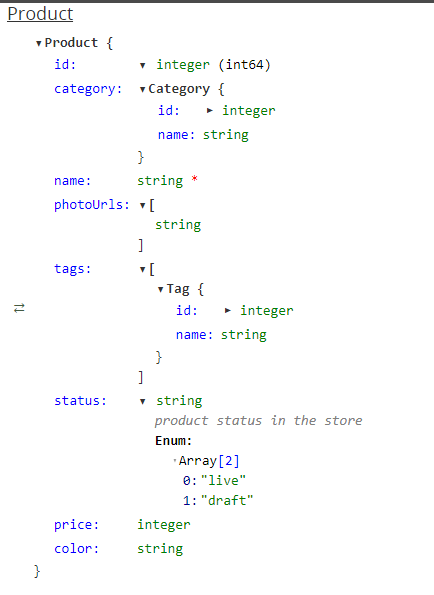 Product
Product {
id: integer (int64)
category: Category {
id: integer
name: string
}
name: string *
photoUrls: [
string
]
tags: [
Tag {
id: integer
name: string
}
]
status: string
product status in the store
Enum:
Array[2]
0:"live"
1:"draft"
price: integer
color: string
}